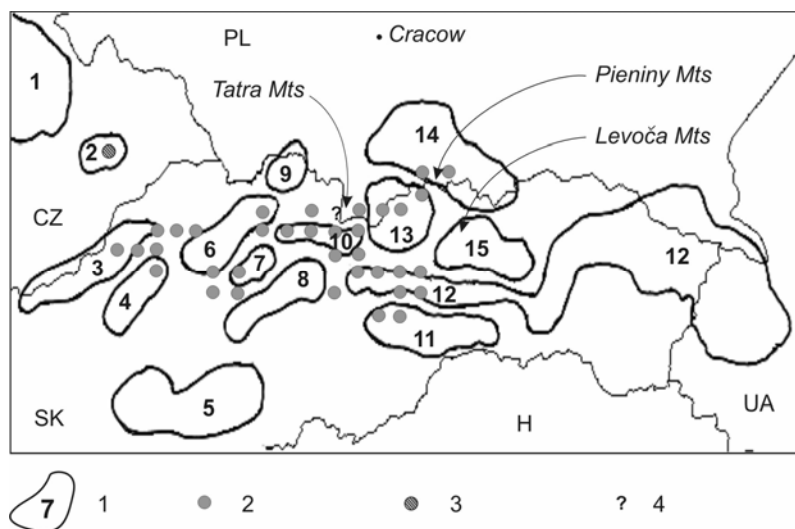 PL
Cracow
Tatra Mts
Pieniny Mts
Levoča Mts
1
14
2
9
?
CZ
6
10
13
15
12
3
7
4
8
12
11
5
SK
H
UA
7 1 2 3 ? 4